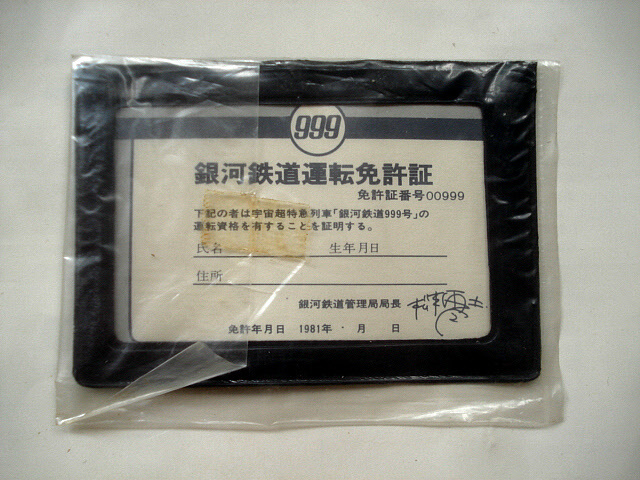 999
銀河鉄道運転免許証
免許証番号00999
下記の者は宇宙超特急列車「銀河鉄道999号」の
運転資格を有することを証明する。
氏名 生年月日
住所
銀河鉄道管理局局長 松本零士
免許年月日 1981年 ・ 月 日